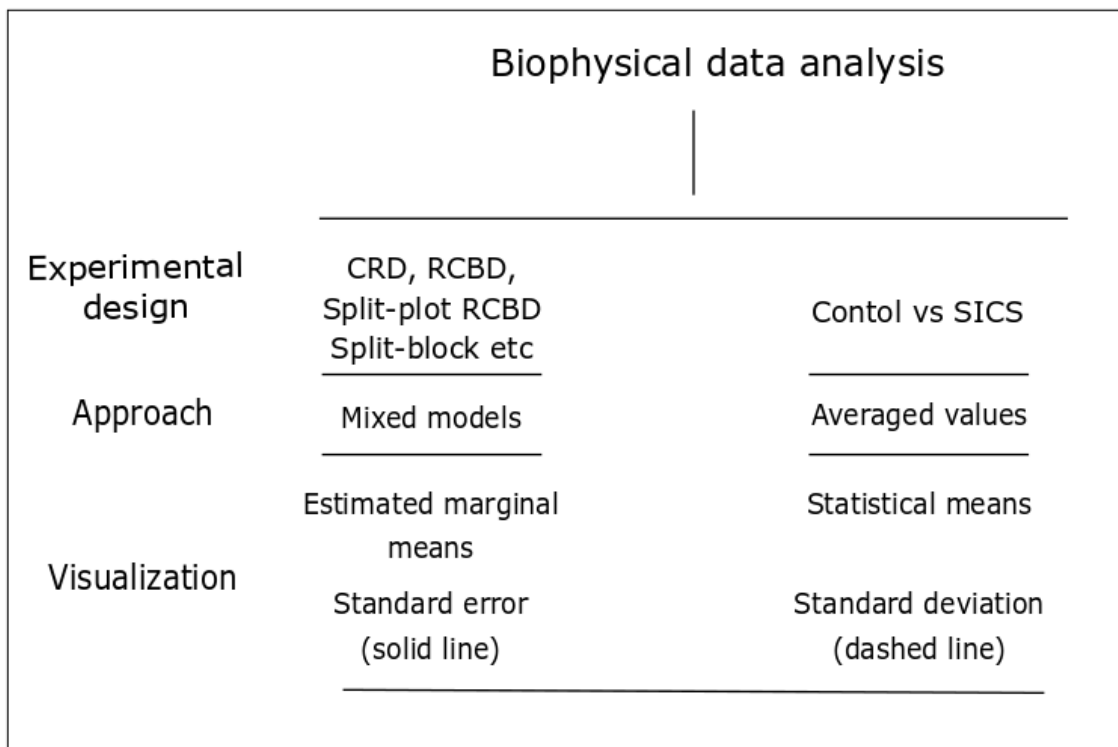 Biophysical data analysis
Experimental
design
CRD, RCBD,
Split-plot RCBD
Split-block etc
Contol vs SICS
Approach
Mixed models
Averaged values
Visualization
Estimated marginal
means
Standard error
(solid line)
Statistical means
Standard deviation
(dashed line)